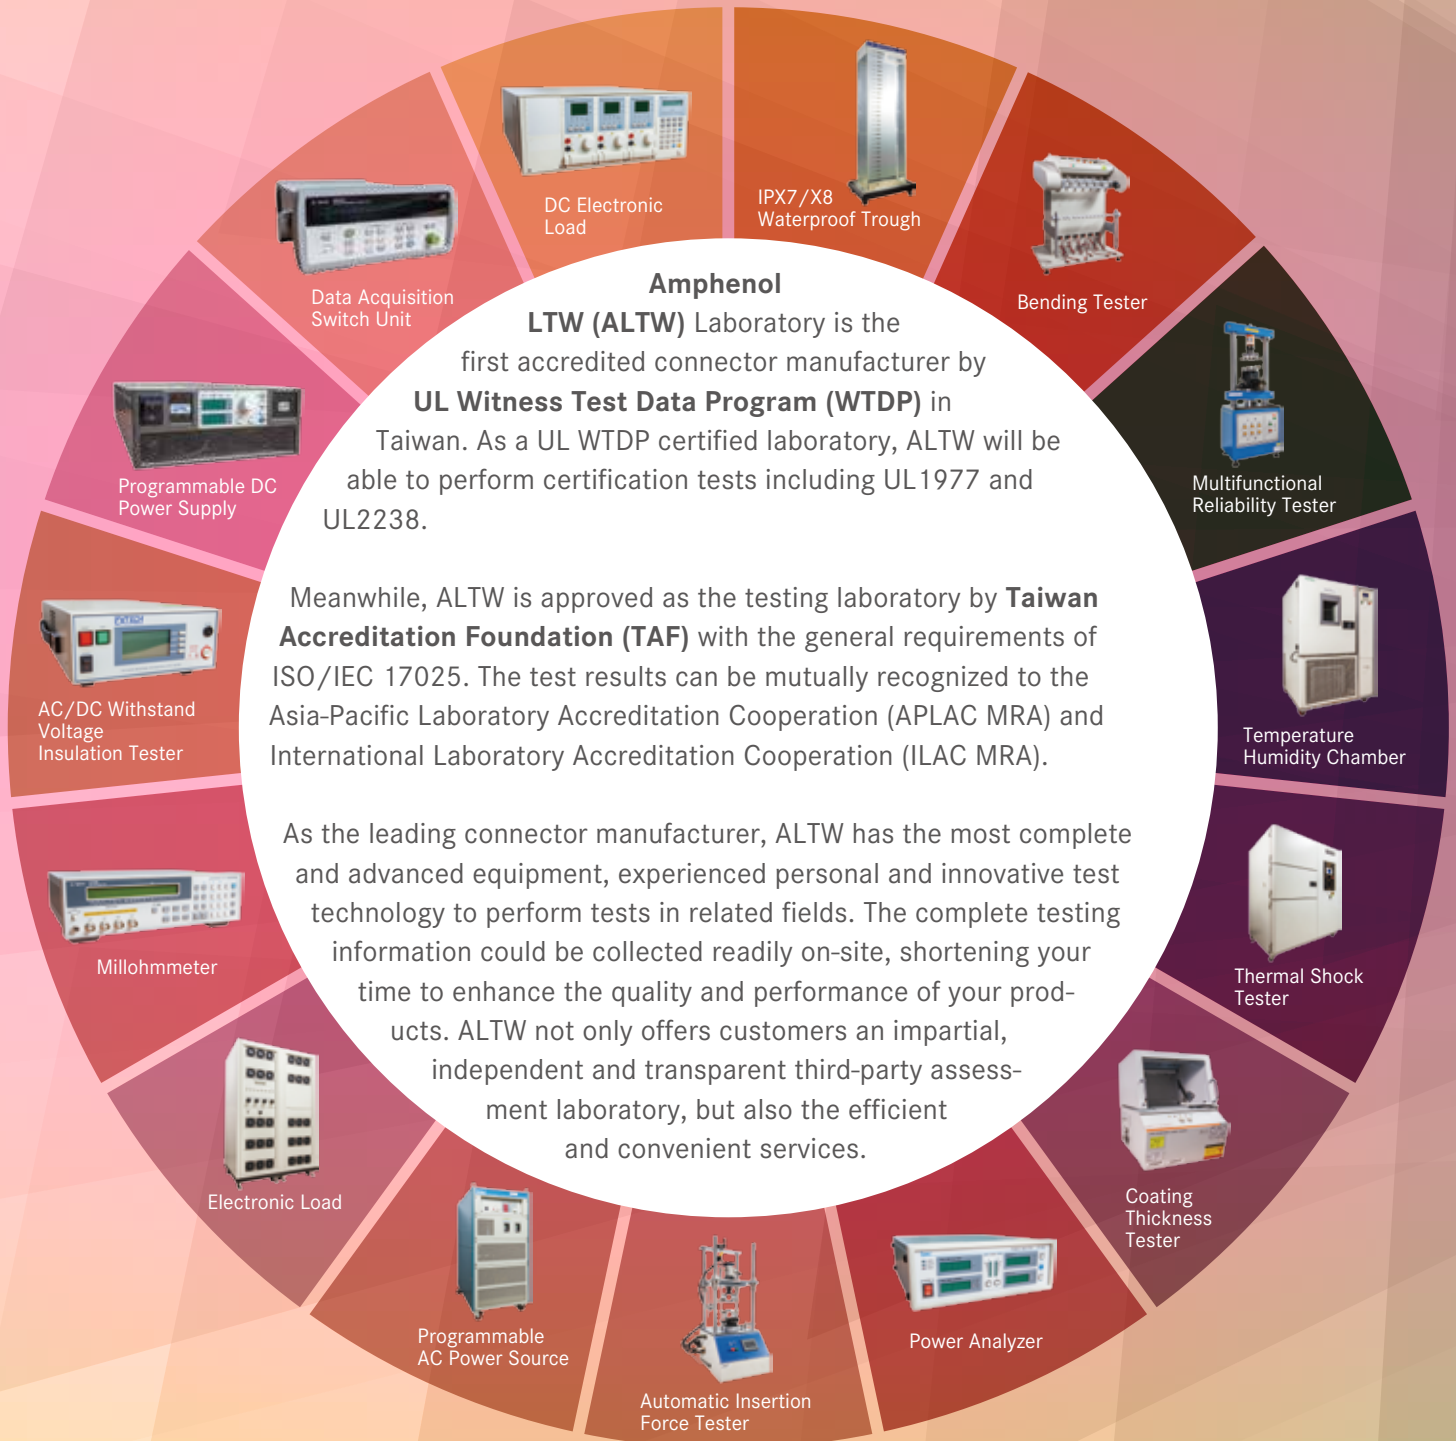 Amphenol
LTW (ALTW) Laboratory is the
first accredited connector manufacturer by
UL Witness Test Data Program (WTDP) in
Taiwan. As a UL WTDP certified laboratory, ALTW will be
able to perform certification tests including UL1977 and
UL2238.
Meanwhile, ALTW is approved as the testing laboratory by Taiwan
Accreditation Foundation (TAF) with the general requirements of
ISO/IEC 17025. The test results can be mutually recognized to the
Asia-Pacific Laboratory Accreditation Cooperation (APLAC MRA) and
International Laboratory Accreditation Cooperation (ILAC MRA).
As the leading connector manufacturer, ALTW has the most complete
and advanced equipment, experienced personal and innovative test
technology to perform tests in related fields. The complete testing
information could be collected readily on-site, shortening your
time to enhance the quality and performance of your prod-
ucts. ALTW not only offers customers an impartial,
independent and transparent third-party assess-
ment laboratory, but also the efficient
and convenient services.
IPX7/X8
Waterproof Trough
Bending Tester
Multifunctional
Reliability Tester
Temperature
Humidity Chamber
Thermal Shock
Tester
Coating
Thickness
Tester
Power Analyzer
Automatic Insertion
Force Tester
Programmable
AC Power Source
Electronic Load
Millohmmeter
AC/DC Withstand
Voltage
Insulation Tester
Programmable DC
Power Supply
Data Acquisition
Switch Unit
DC Electronic
Load